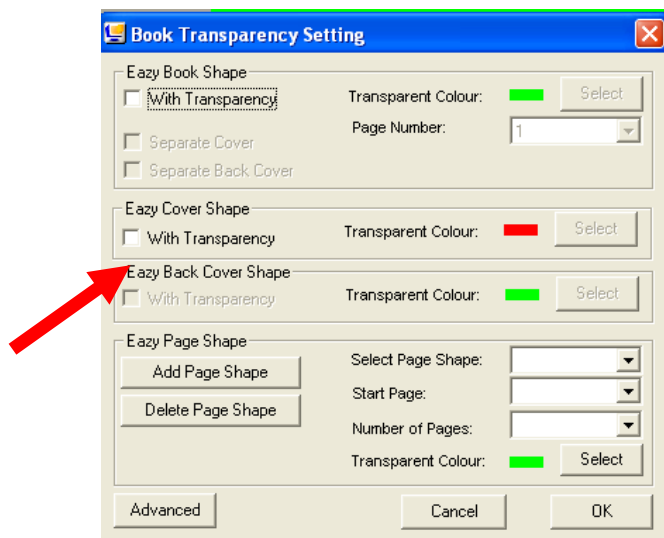 Book Transparency Setting
Eazy Book Shape
With Transparency
Transparent Colour:
Select
Page Number:
1
Separate Cover
Separate Back Cover
Eazy Cover Shape
With Transparency
Transparent Colour:
Select
Eazy Back Cover Shape
With Transparency
Transparent Colour:
Select
Eazy Page Shape
Add Page Shape
Select Page Shape:
Start Page:
Delete Page Shape
Number of Pages:
Transparent Colour:
Select
Advanced
Cancel
OK